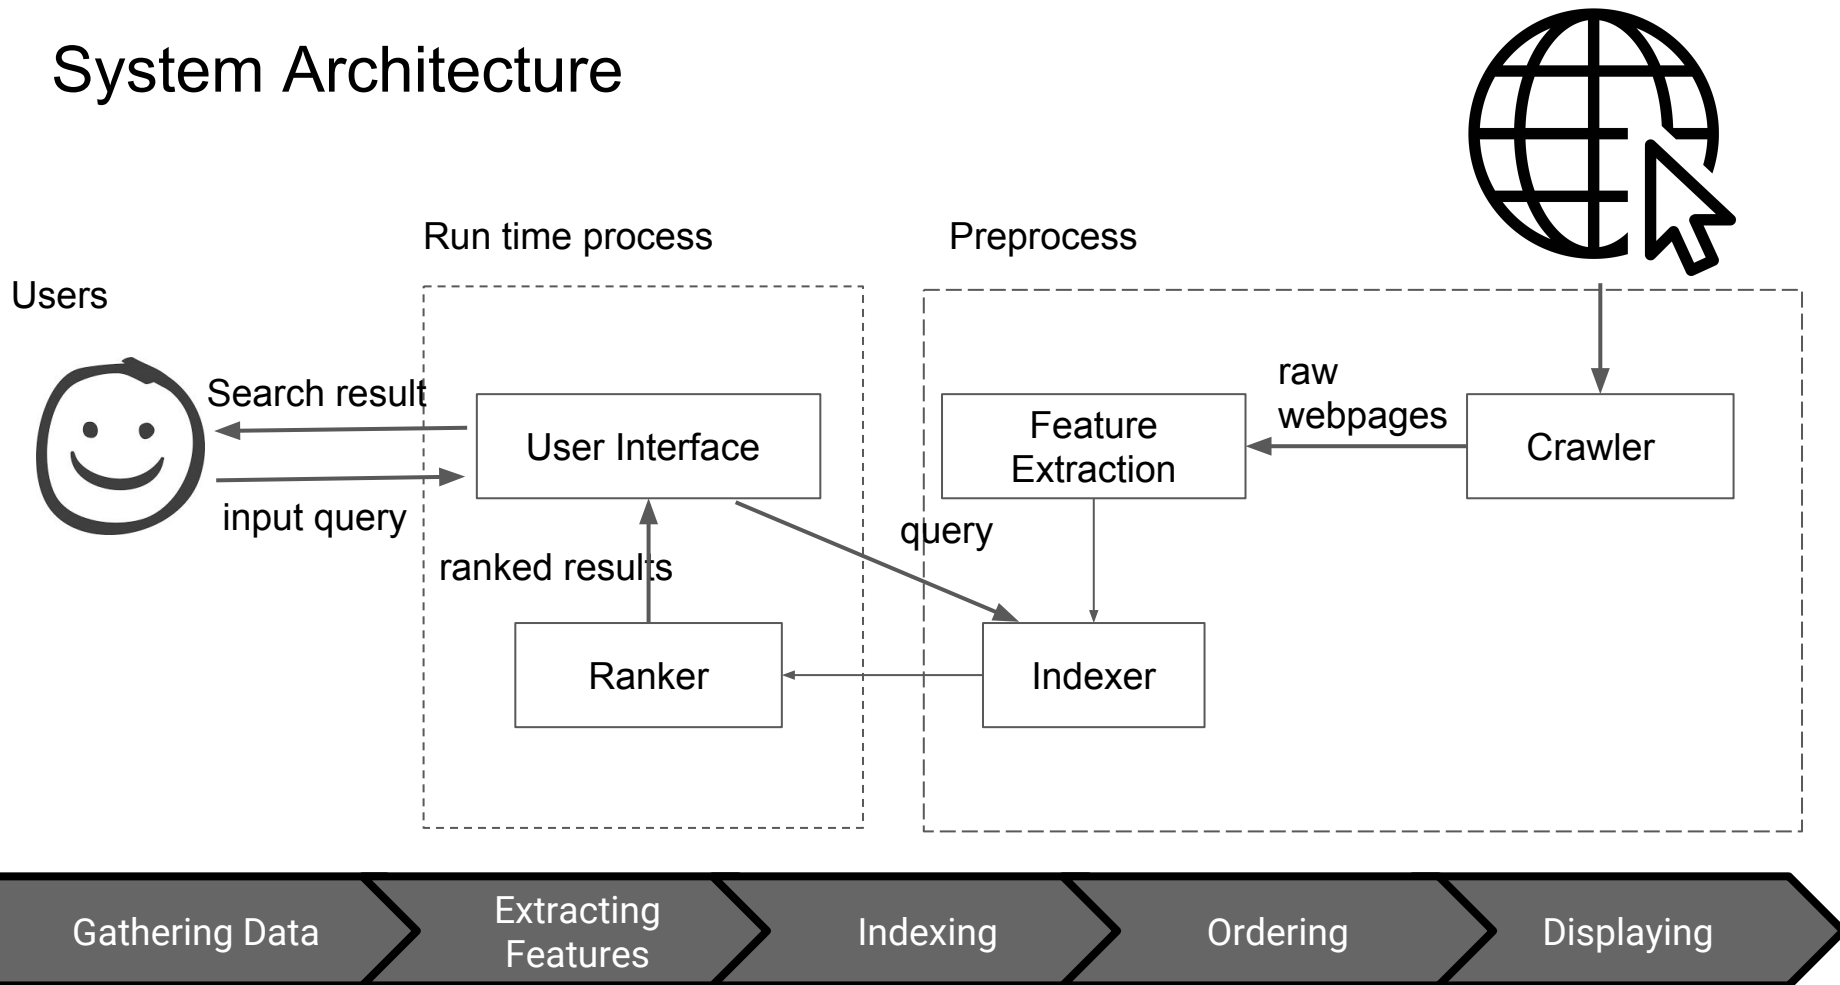 System Architecture
Run time process
Preprocess
Users
Search result
input query
User Interface
ranked results
Ranker
query
Feature
Extraction
raw
webpages
Crawler
Indexer
Gathering Data
Extracting
Features
Indexing
Ordering
Displaying